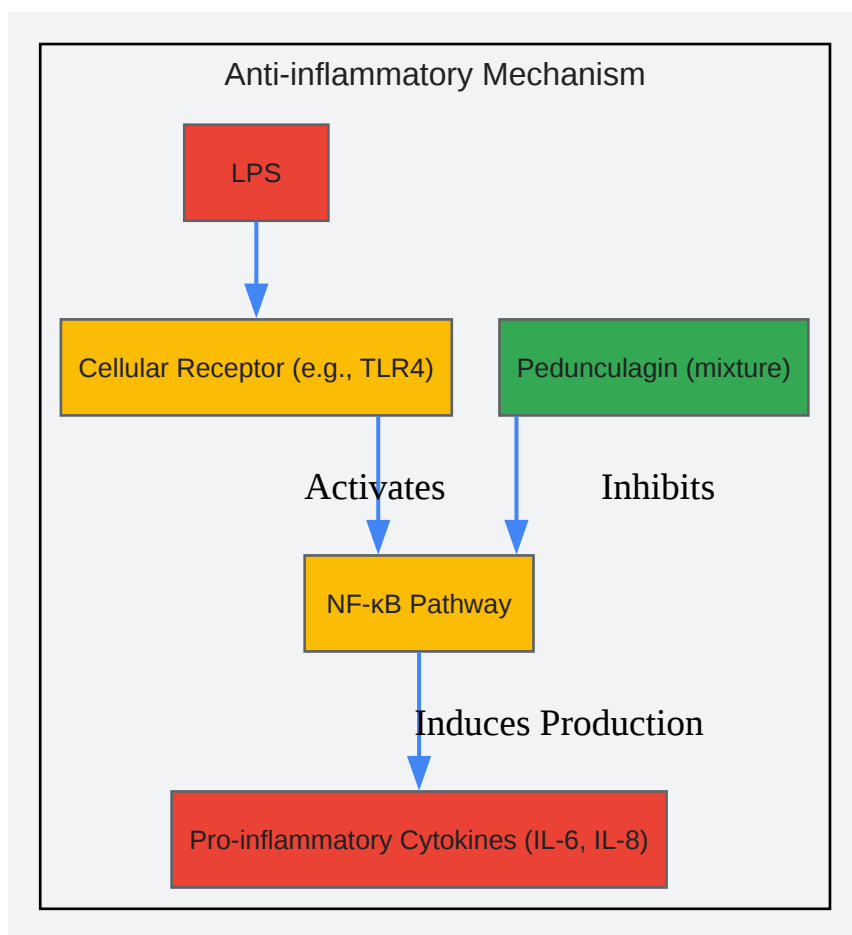 Anti-inflammatory Mechanism
LPS
Cellular Receptor (e.g., TLR4)
Pedunculagin (mixture)
Activates
Inhibits
NF-κB Pathway
Induces Production
Pro-inflammatory Cytokines (IL-6, IL-8)